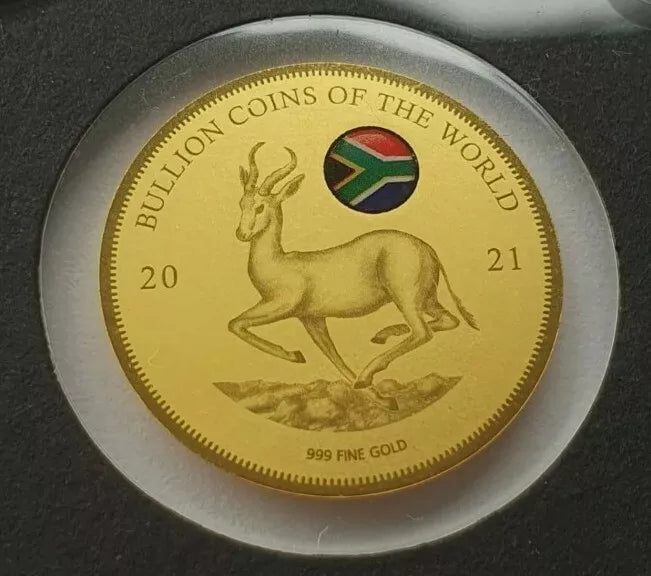 BULLION COINS OF THE WORLD
20 21
999 FINE GOLD